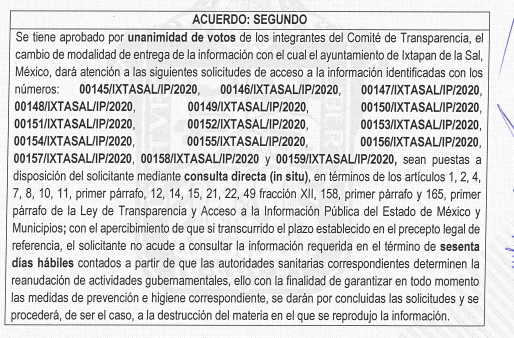 ACUERDO: SEGUNDO
Se tiene aprobado por unanimidad de votos de los integrantes del Comité de Transparencia, el
cambio de modalidad de entrega de la información con el cual el ayuntamiento de Ixtapan de la Sal,
México, dará atención a las siguientes solicitudes de acceso a la información identificadas con los
números: 00145/IXTASAL/IP/2020, 00146/IXTASAL/IP/2020, 00147/IXTASAL/IP/2020,
00148/IXTASAL/IP/2020, 00149/IXTASAL/IP/2020, 00150/IXTASAL/IP/2020,
00151/IXTASAL/IP/2020, 00152/IXTASAL/IP/2020, 00153/IXTASAL/IP/2020,
00154/IXTASAL/IP/2020, 00155/IXTASAL/IP/2020, 00156/IXTASAL/IP/2020,
00157/IXTASAL/IP/2020, 00158/IXTASAL/IP/2020 y 00159/IXTASAL/IP/2020, sean puestas a
disposición del solicitante mediante consulta directa (in situ), en términos de los artículos 1, 2, 4,
7, 8, 10, 11, primer párrafo, 12, 14, 15, 21, 22, 49 fracción XII, 158, primer párrafo y 165, primer
párrafo de la Ley de Transparencia y Acceso a la Información Pública del Estado de México y
Municipios; con el apercibimiento de que si transcurrido el plazo establecido en el precepto legal de
referencia, el solicitante no acude a consultar la información requerida en el término de sesenta
días hábiles contados a partir de que las autoridades sanitarias correspondientes determinen la
reanudación de actividades gubernamentales, ello con la finalidad de garantizar en todo momento
las medidas de prevención e higiene correspondiente, se darán por concluidas las solicitudes y se
procederá, de ser el caso, a la destrucción del materia en el que se reprodujo la información.